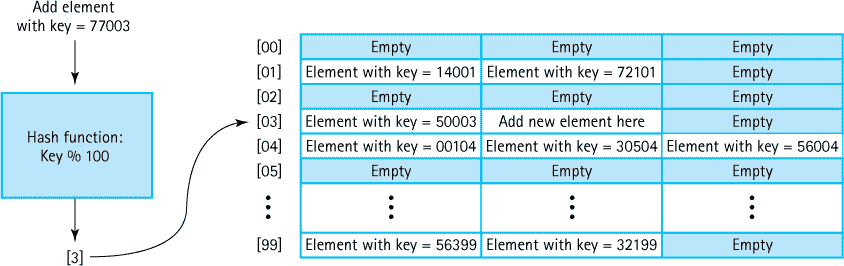 Add element
with key = 77003
Hash function:
Key % 100
[3]
[00] Empty Empty Empty
[01] Element with key = 14001 Element with key = 72101 Empty
[02] Empty Empty Empty
[03] Element with key = 50003 Add new element here Empty
[04] Element with key = 00104 Element with key = 30504 Element with key = 56004
[05] Empty Empty Empty
[99] Element with key = 56399 Element with key = 32199 Empty